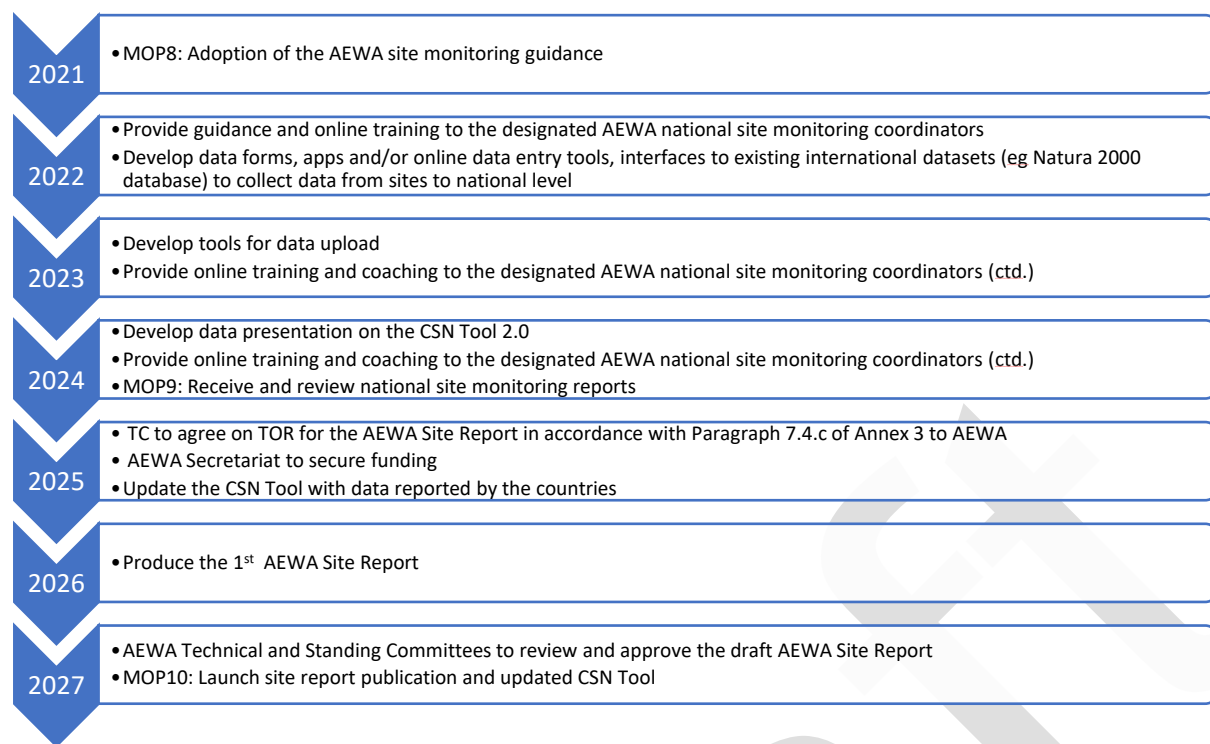 2021
•MOP8: Adoption of the AEWA site monitoring guidance
2022
•Provide guidance and online training to the designated AEWA national site monitoring coordinators
•Develop data forms, apps and/or online data entry tools, interfaces to existing international datasets (eg Natura 2000
database) to collect data from sites to national level
2023
•Develop tools for data upload
•Provide online training and coaching to the designated AEWA national site monitoring coordinators (ctd.)
2024
•Develop data presentation on the CSN Tool 2.0
•Provide online training and coaching to the designated AEWA national site monitoring coordinators (ctd.)
•MOP9: Receive and review national site monitoring reports
2025
• TC to agree on TOR for the AEWA Site Report in accordance with Paragraph 7.4.c of Annex 3 to AEWA
• AEWA Secretariat to secure funding
•Update the CSN Tool with data reported by the countries
2026
•Produce the 1st AEWA Site Report
2027
•AEWA Technical and Standing Committees to review and approve the draft AEWA Site Report
•MOP10: Launch site report publication and updated CSN Tool